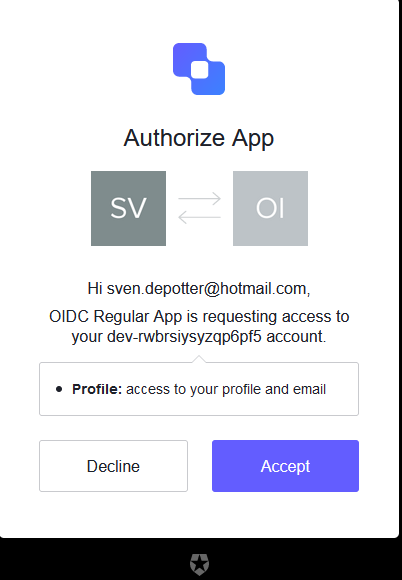 Authorize App
SV
OI
Hi sven.depotter@hotmail.com,
OIDC Regular App is requesting access to
your dev-rwbrsiysyzqp6pf5 account.
• Profile: access to your profile and email
Decline
Accept